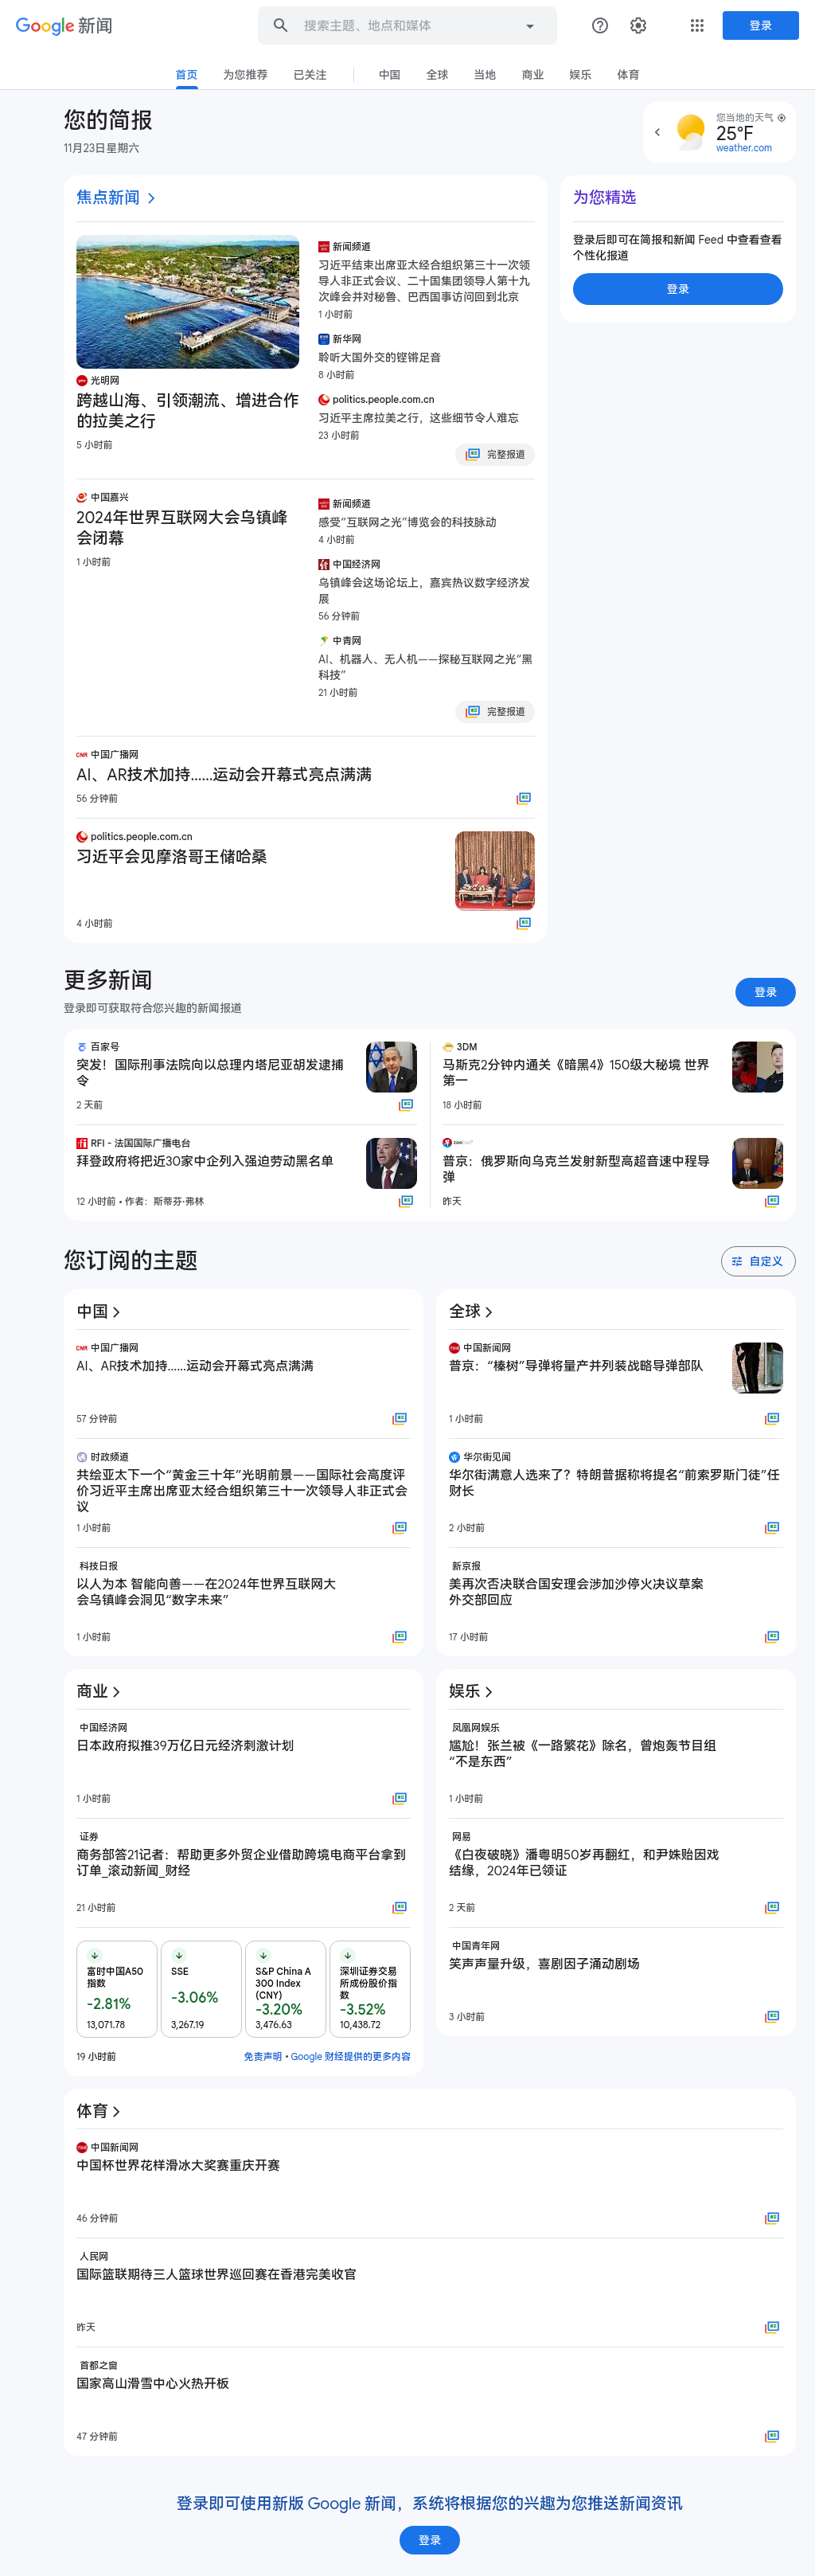 Google 新闻
搜索主题、地点和媒体
登录
首页
为您推荐
已关注
中国
全球
当地
商业
娱乐
体育
您的简报
11月23日星期六
您当地的天气
25°F
weather.com
焦点新闻
光明网
跨越山海、引领潮流、增进合作
的拉美之行
5 小时前
新闻频道
习近平结束出席亚太经合组织第三十一次领
导人非正式会议、二十国集团领导人第十九
次峰会并对秘鲁、巴西国事访问回到北京
1 小时前
新华网
聆听大国外交的铿锵足音
8 小时前
politics.people.com.cn
习近平主席拉美之行，这些细节令人难忘
23 小时前
完整报道
中国嘉兴
2024年世界互联网大会乌镇峰
会闭幕
1 小时前
新闻频道
感受“互联网之光”博览会的科技脉动
4 小时前
中国经济网
乌镇峰会这场论坛上，嘉宾热议数字经济发
展
56 分钟前
中青网
AI、机器人、无人机——探秘互联网之光“黑
科技”
21 小时前
完整报道
CNR 中国广播网
AI、AR技术加持……运动会开幕式亮点满满
56 分钟前
politics.people.com.cn
习近平会见摩洛哥王储哈桑
4 小时前
为您精选
登录后即可在简报和新闻 Feed 中查看查看
个性化报道
登录
更多新闻
登录即可获取符合您兴趣的新闻报道
登录
百家号
突发！国际刑事法院向以总理内塔尼亚胡发逮捕
令
2 天前
RFI - 法国国际广播电台
拜登政府将把近30家中企列入强迫劳动黑名单
12 小时前 • 作者：斯蒂芬·弗林
3DM
马斯克2分钟内通关《暗黑4》150级大秘境 世界
第一
18 小时前
普京：俄罗斯向乌克兰发射新型高超音速中程导
弹
昨天
您订阅的主题
自定义
中国
CNR 中国广播网
AI、AR技术加持……运动会开幕式亮点满满
57 分钟前
时政频道
共绘亚太下一个“黄金三十年”光明前景——国际社会高度评
价习近平主席出席亚太经合组织第三十一次领导人非正式会
议
1 小时前
科技日报
以人为本 智能向善——在2024年世界互联网大
会乌镇峰会洞见“数字未来”
1 小时前
全球
中国新闻网
普京：“榛树”导弹将量产并列装战略导弹部队
1 小时前
华尔街见闻
华尔街满意人选来了？特朗普据称将提名“前索罗斯门徒”任
财长
2 小时前
新京报
美再次否决联合国安理会涉加沙停火决议草案
外交部回应
17 小时前
商业
中国经济网
日本政府拟推39万亿日元经济刺激计划
1 小时前
证券
商务部答21记者：帮助更多外贸企业借助跨境电商平台拿到
订单_滚动新闻_财经
21 小时前
富时中国A50
指数
-2.81%
13,071.78
SSE
-3.06%
3,267.19
S&P China A
300 Index
(CNY)
-3.20%
3,476.63
深圳证券交易
所成份股价指
数
-3.52%
10,438.72
19 小时前
免责声明 • Google 财经提供的更多内容
娱乐
凤凰网娱乐
尴尬！张兰被《一路繁花》除名，曾炮轰节目组
“不是东西”
1 小时前
网易
《白夜破晓》潘粤明50岁再翻红，和尹姝贻因戏
结缘，2024年已领证
2 天前
中国青年网
笑声声量升级，喜剧因子涌动剧场
3 小时前
体育
中国新闻网
中国杯世界花样滑冰大奖赛重庆开赛
46 分钟前
人民网
国际篮联期待三人篮球世界巡回赛在香港完美收官
昨天
首都之窗
国家高山滑雪中心火热开板
47 分钟前
登录即可使用新版 Google 新闻，系统将根据您的兴趣为您推送新闻资讯
登录